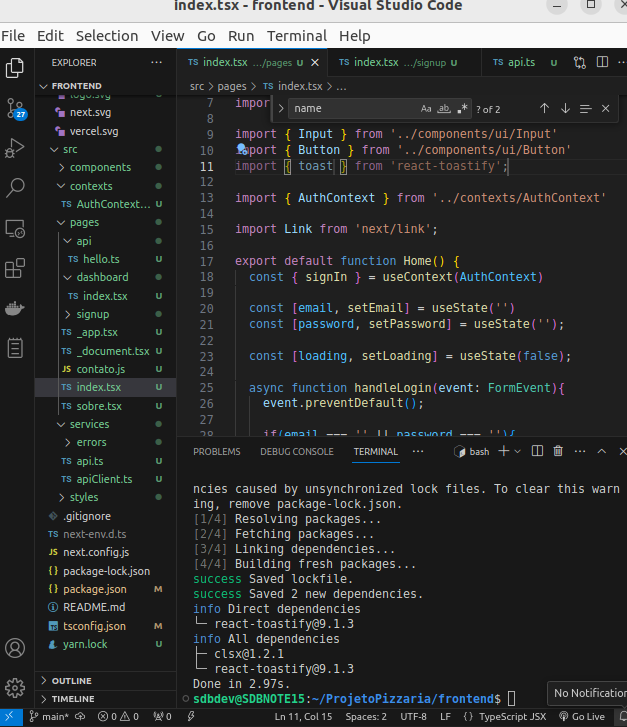 index.tsx - frontend - Visual Studio Code
File Edit Selection View Go Run Terminal Help
EXPLORER ...
FRONTEND
logo.svg
next.svg
vercel.svg
src
components
contexts
AuthContext... U
pages
api
hello.ts U
dashboard
index.tsx U
signup
_app.tsx U
_document.tsx U
contato.js U
index.tsx U
sobre.tsx U
services
errors
api.ts U
apiClient.ts U
styles
.gitignore
next-env.d.ts
next.config.js
package-lock.json
package.json M
README.md
tsconfig.json M
yarn.lock U
OUTLINE
TIMELINE
27
TS index.tsx .../pages U
TS index.tsx .../signup U
TS api.ts U
src > pages > TS index.tsx > ...
name Aa ab .* ? of 2
7 impor
8
9 import { Input } from '../components/ui/Input'
10 import { Button } from '../components/ui/Button'
11 import { toast } from 'react-toastify';
12
13 import { AuthContext } from '../contexts/AuthContext'
14
15 import Link from 'next/link';
16
17 export default function Home() {
18 const { signIn } = useContext(AuthContext)
19
20 const [email, setEmail] = useState('')
21 const [password, setPassword] = useState('');
22
23 const [loading, setLoading] = useState(false);
24
25 async function handleLogin(event: FormEvent){
26 event.preventDefault();
27
28 if(email === '' || password === ''){
PROBLEMS DEBUG CONSOLE TERMINAL ... bash
ncies caused by unsynchronized lock files. To clear this warn
ing, remove package-lock.json.
[1/4] Resolving packages...
[2/4] Fetching packages...
[3/4] Linking dependencies...
[4/4] Building fresh packages...
success Saved lockfile.
success Saved 2 new dependencies.
info Direct dependencies
└─ react-toastify@9.1.3
info All dependencies
├─ clsx@1.2.1
└─ react-toastify@9.1.3
Done in 2.97s.
sdbdev@SDBNOTE15:~/ProjetoPizzaria/frontend$
No Notification
main* 0 0 0 Ln 11, Col 15 Spaces: 2 UTF-8 LF {} TypeScript JSX Go Live